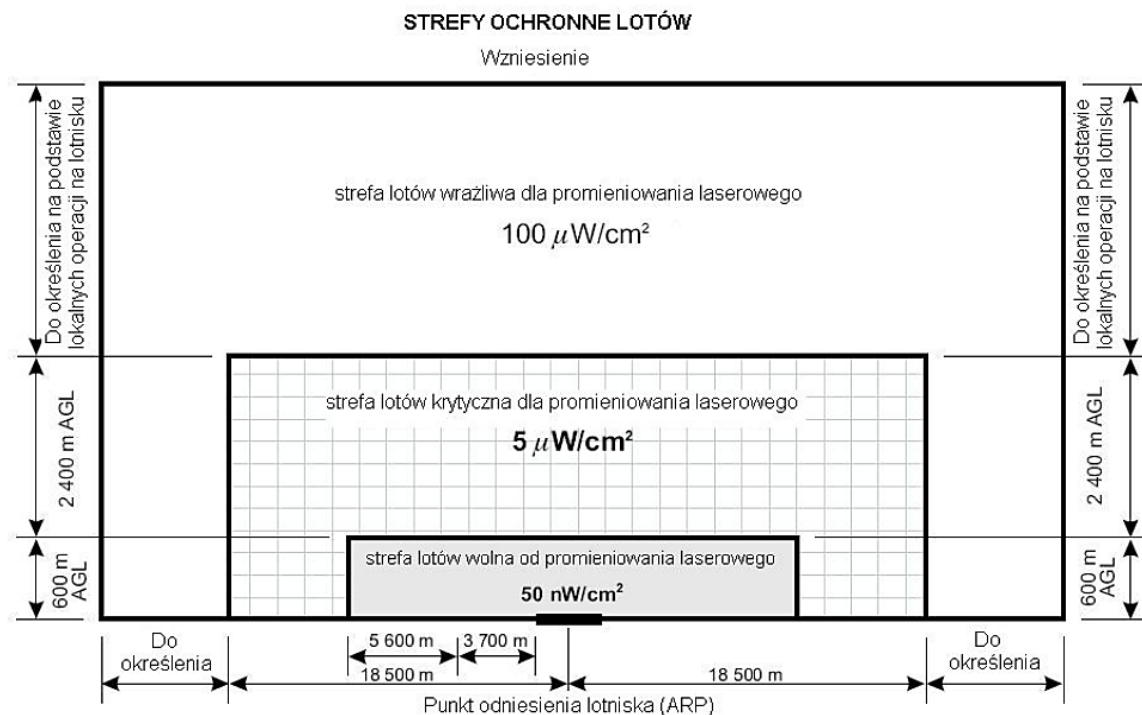 STREFY OCHRONNE LOTÓW
Wzniesienie
Do określenia na podstawie
lokalnych operacji na lotnisku
strefa lotów wrażliwa dla promieniowania laserowego
100 μW/cm²
Do określenia na podstawie
lokalnych operacji na lotnisku
2 400 m AGL
strefa lotów krytyczna dla promieniowania laserowego
5 μW/cm²
2 400 m AGL
600 m
AGL
strefa lotów wolna od promieniowania laserowego
50 nW/cm²
600 m
AGL
Do
określenia
5 600 m
3 700 m
18 500 m
18 500 m
Do
określenia
Punkt odniesienia lotniska (ARP)